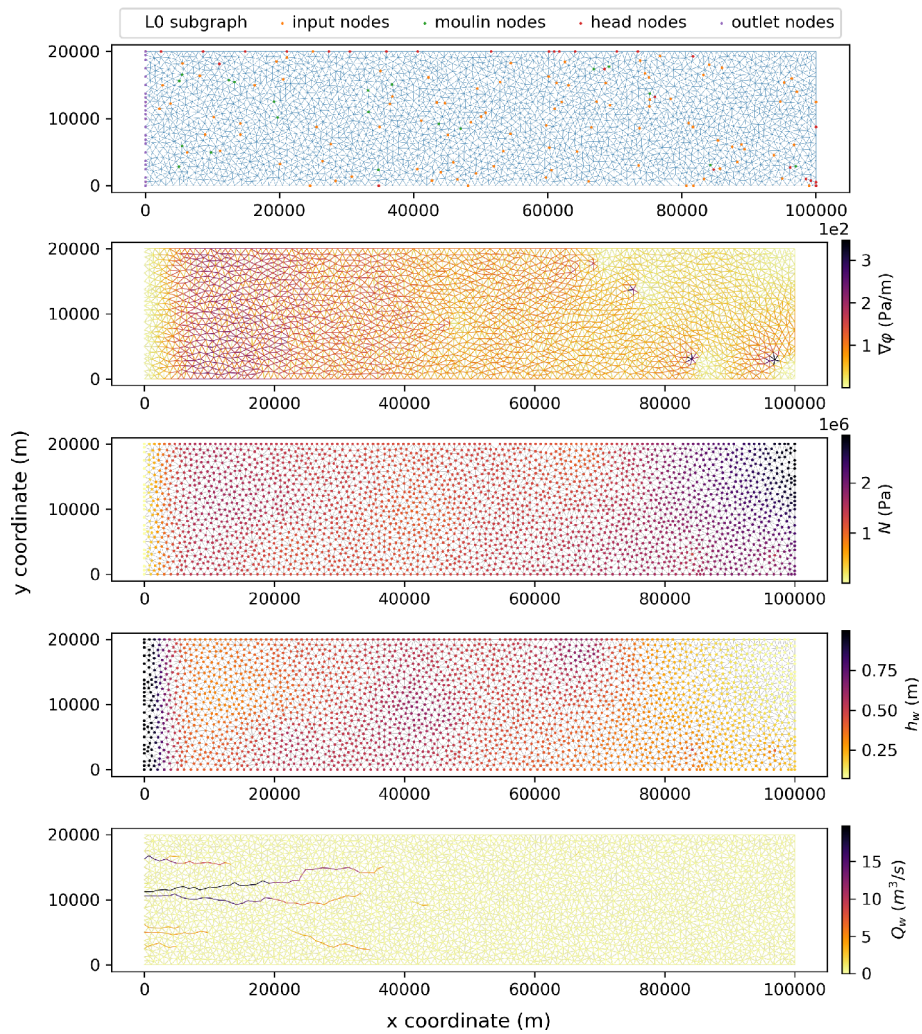 L0 subgraph input nodes moulin nodes head nodes outlet nodes
20000
10000
0
0 20000 40000 60000 80000 100000
1e2
20000
10000
0
3
2
1
∇φ (Pa/m)
0 20000 40000 60000 80000 100000
1e6
20000
10000
0
2
1
N (Pa)
0 20000 40000 60000 80000 100000
y coordinate (m)
20000
10000
0
0.75
0.50
0.25
h_w (m)
0 20000 40000 60000 80000 100000
20000
10000
0
15
10
5
0
Q_w (m³/s)
0 20000 40000 60000 80000 100000
x coordinate (m)